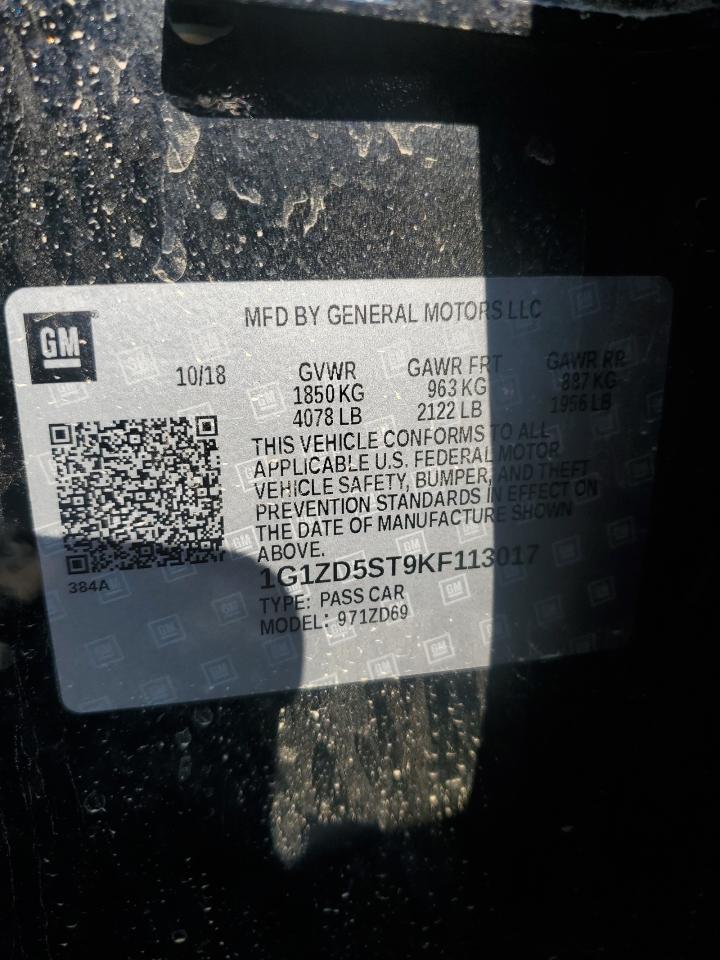 MFD BY GENERAL MOTORS LLC
GM
10/18 GVWR GAWR FRT GAWR RR
1850 KG 963 KG 887 KG
4078 LB 2122 LB 1956 LB
THIS VEHICLE CONFORMS TO ALL
APPLICABLE U.S. FEDERAL MOTOR
VEHICLE SAFETY, BUMPER, AND THEFT
PREVENTION STANDARDS IN EFFECT ON
THE DATE OF MANUFACTURE SHOWN
ABOVE.
384A
1G1ZD5ST9KF113017
TYPE: PASS CAR
MODEL: 971ZD69